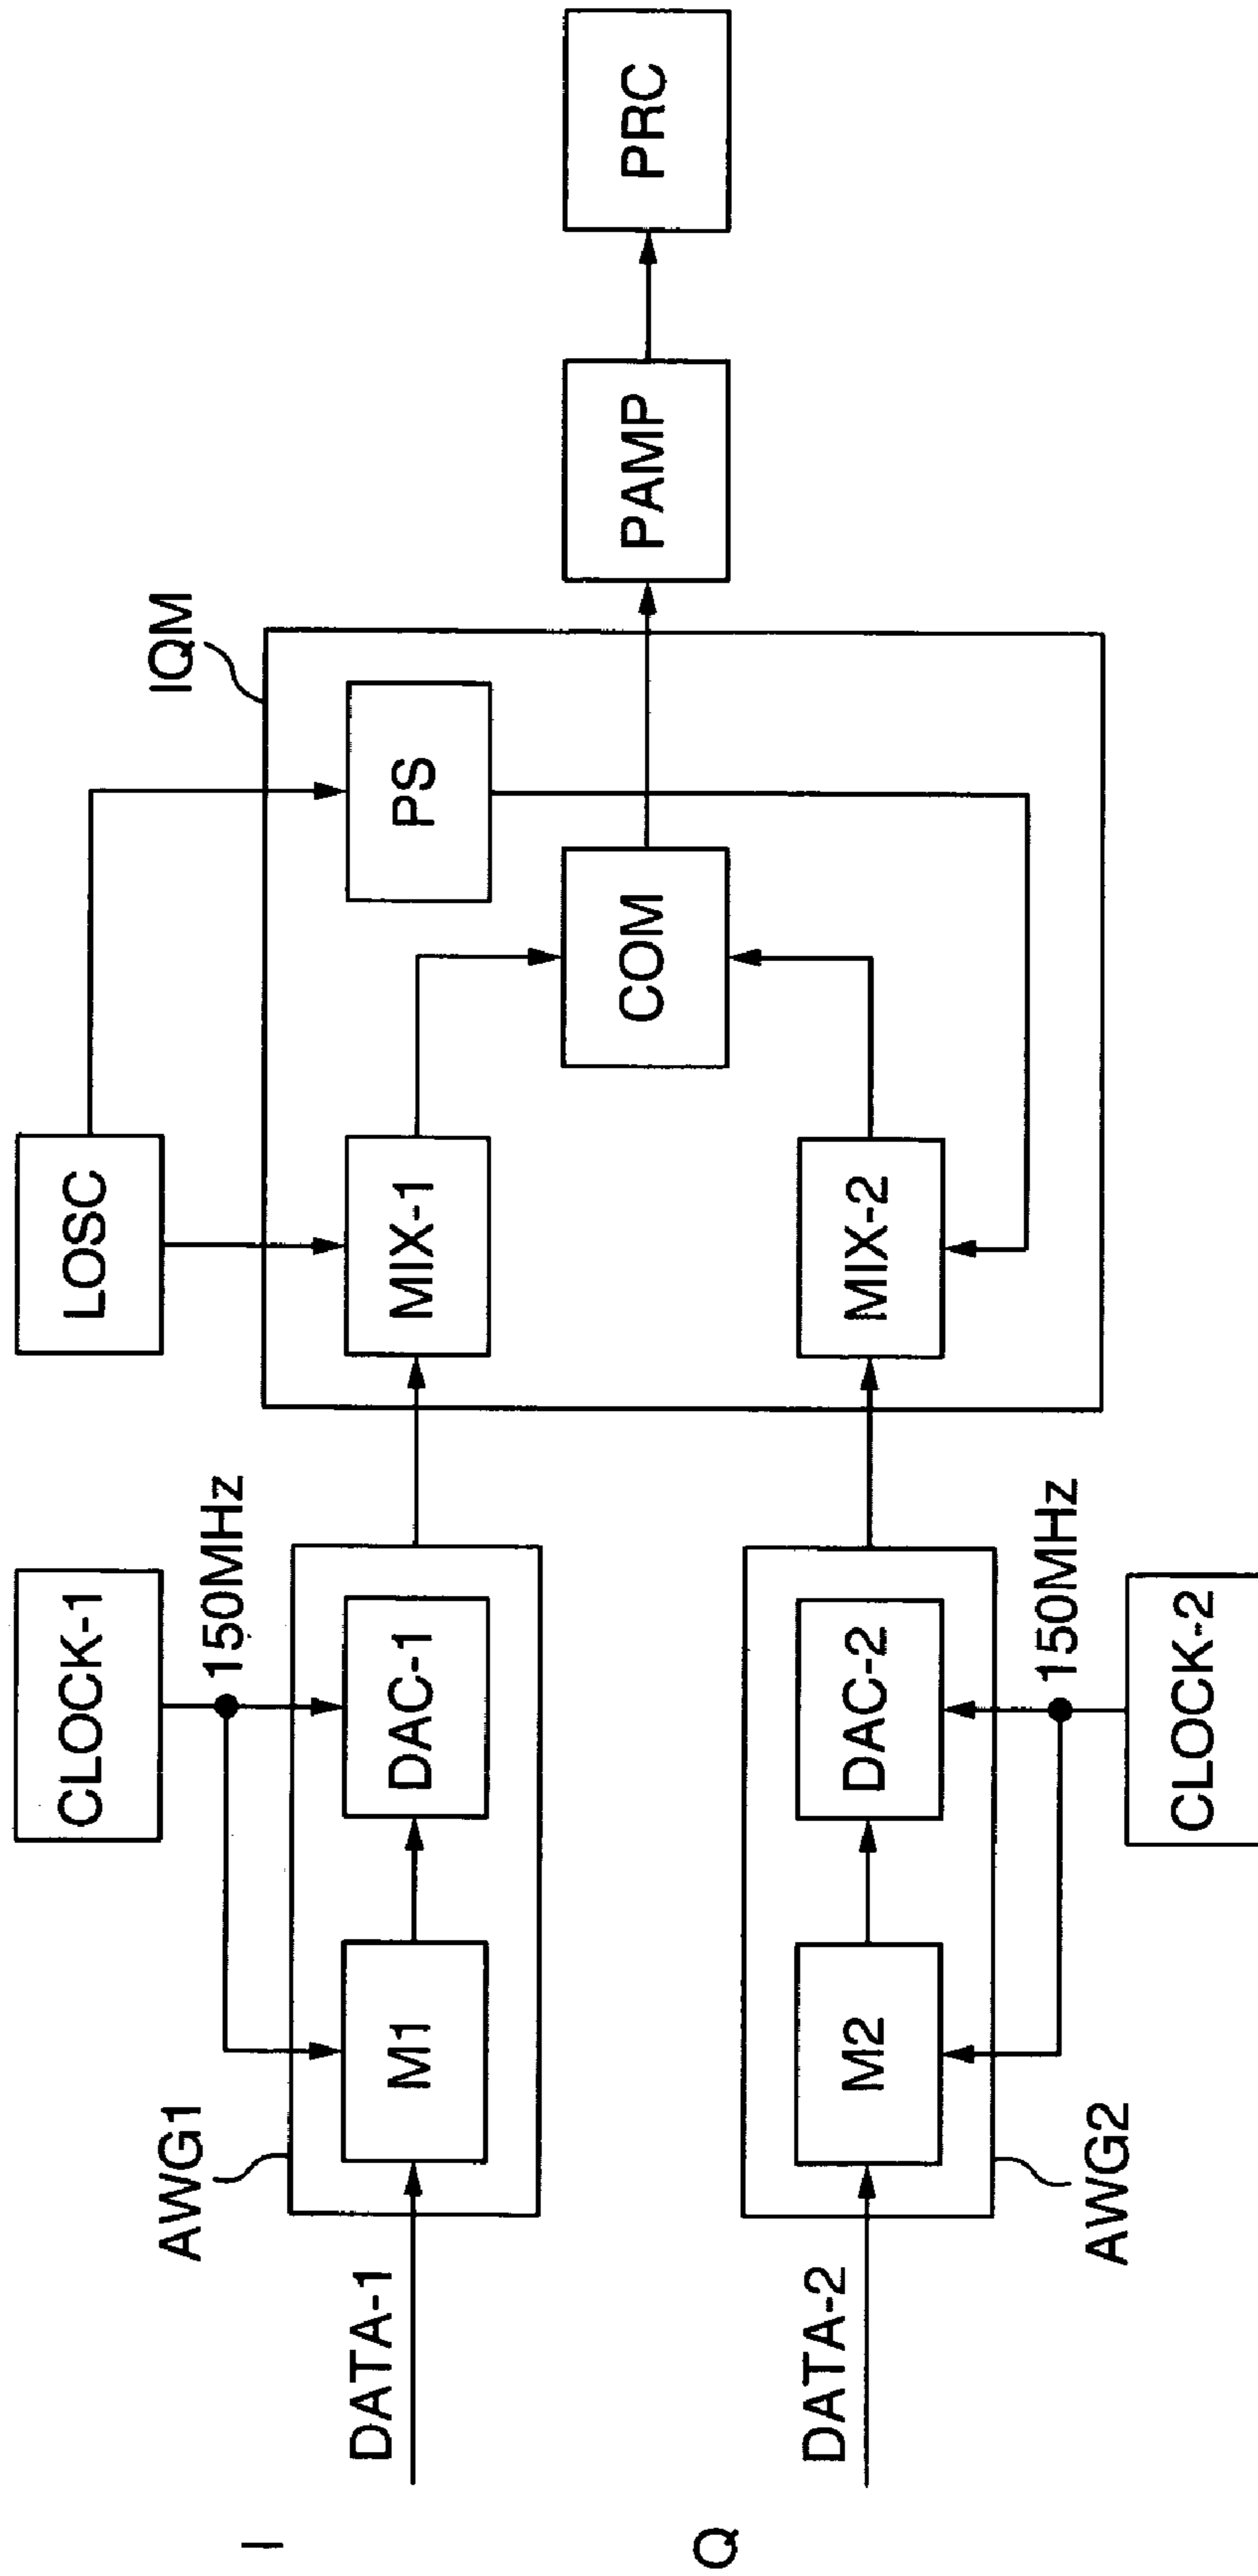 I
DATA-1
AWG1
M1
DAC-1
CLOCK-1
150MHz
LOSC
MIX-1
IQM
PS
COM
PAMP
PRC
Q
DATA-2
AWG2
M2
DAC-2
150MHz
CLOCK-2
MIX-2